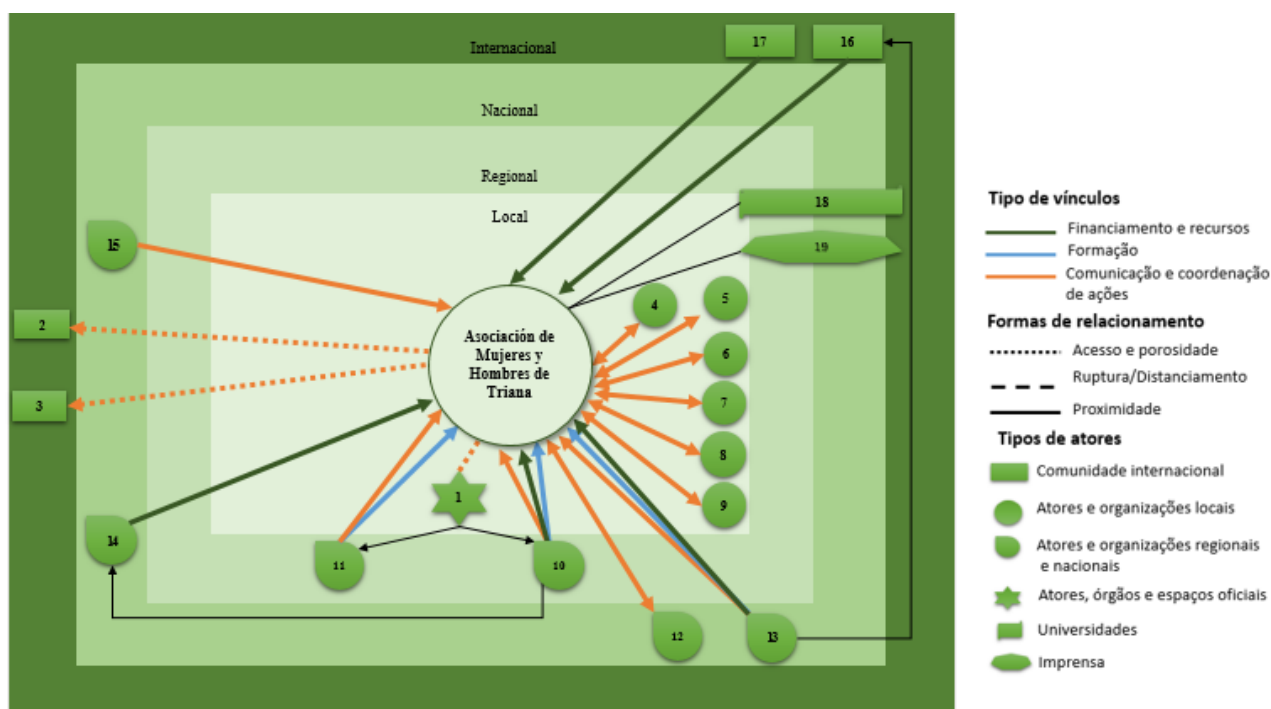 17
16
Internacional
Nacional
Regional
18
Local
15
19
4
5
2
Asociación de
Mujeres y
Hombres de
Triana
6
3
7
8
1
9
14
11
10
12
13
Tipo de vínculos
Financiamento e recursos
Formação
Comunicação e coordenação
de ações
Formas de relacionamento
Acesso e porosidade
Ruptura/Distanciamento
Proximidade
Tipos de atores
Comunidade internacional
Atores e organizações locais
Atores e organizações regionais
e nacionais
Atores, órgãos e espaços oficiais
Universidades
Imprensa